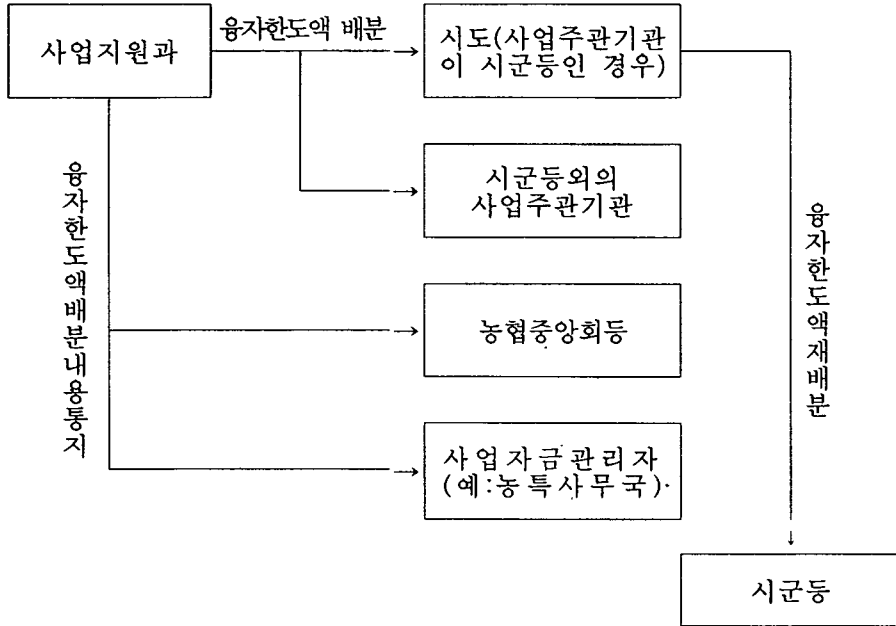 사업지원과
융자한도액 배분
시도(사업주관기관
이 시군등인 경우)
시군등외의
사업주관기관
융자한도액배분내용통지
융자한도액재배분
농협중앙회등
사업자금관리자
(예:농특사무국)
시군등